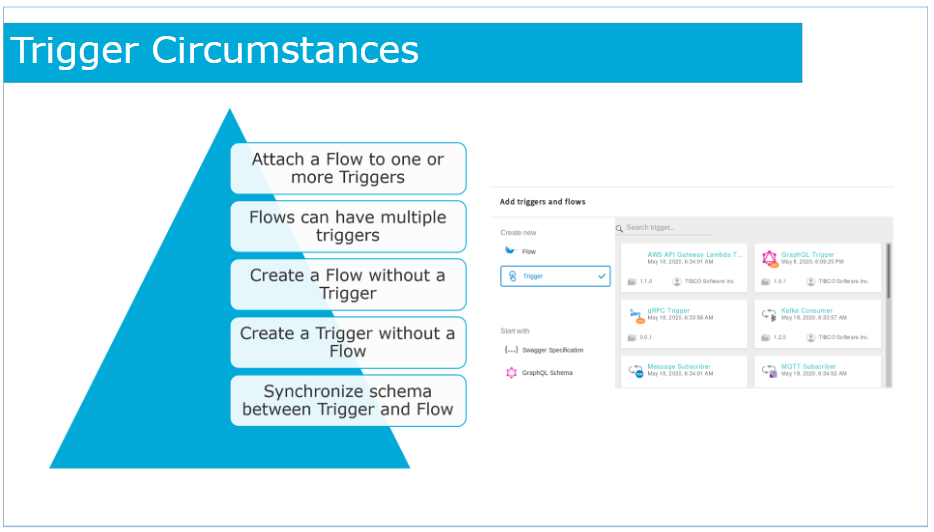 Trigger Circumstances
Attach a Flow to one or
more Triggers
Flows can have multiple
triggers
Create a Flow without a
Trigger
Create a Trigger without a
Flow
Synchronize schema
between Trigger and Flow
Add triggers and flows
Create new
Flow
Trigger
Start with
{...} Swagger Specification
GraphQL Schema
Search trigger...
AWS API Gateway Lambda T...
May 18, 2020, 6:34:01 AM
1.1.0 TIBCO Software Inc.
GraphQL Trigger
May 8, 2020, 6:09:25 PM
1.0.1 TIBCO Software Inc.
gRPC Trigger
May 18, 2020, 6:33:56 AM
0.0.1
Kafka Consumer
May 18, 2020, 6:33:57 AM
1.2.0 TIBCO Software Inc.
Message Subscriber
May 18, 2020, 6:34:01 AM
MQTT Subscriber
May 18, 2020, 6:34:02 AM